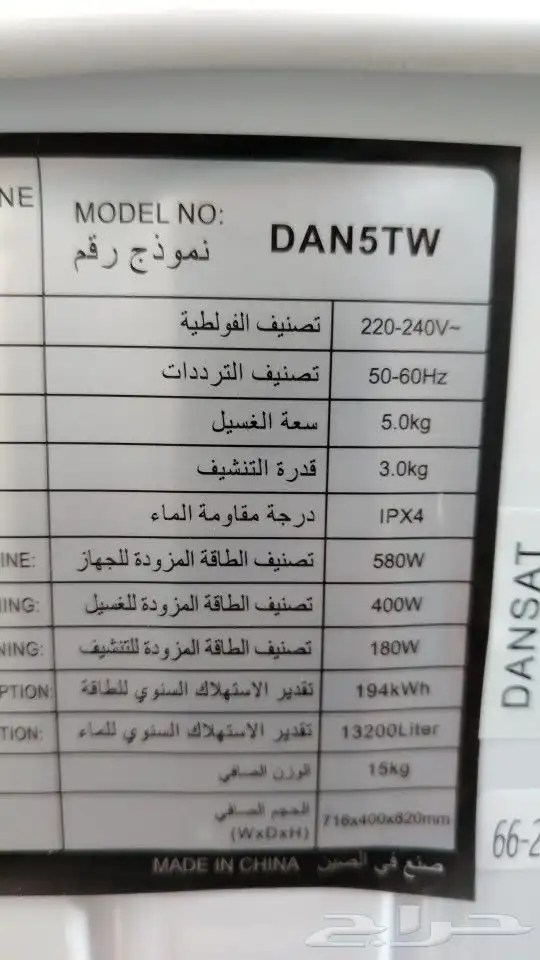 NE
MODEL NO:
نموذج رقم
DAN5TW
تصنيف الفولطية 220-240V~
تصنيف الترددات 50-60Hz
سعة الغسيل 5.0kg
قدرة التنشيف 3.0kg
درجة مقاومة الماء IPX4
INE: تصنيف الطاقة المزودة للجهاز 580W
ING: تصنيف الطاقة المزودة للغسيل 400W
NING: تصنيف الطاقة المزودة للتنشيف 180W
PTION: تقدير الاستهلاك السنوي للطاقة 194kWh
TION: تقدير الاستهلاك السنوي للماء 13200Liter
الوزن الصافي 15kg
الحجم الصافي
(WxDxH) 716x400x820mm
MADE IN CHINA صنع في الصين
DANSAT
66-2
حراج